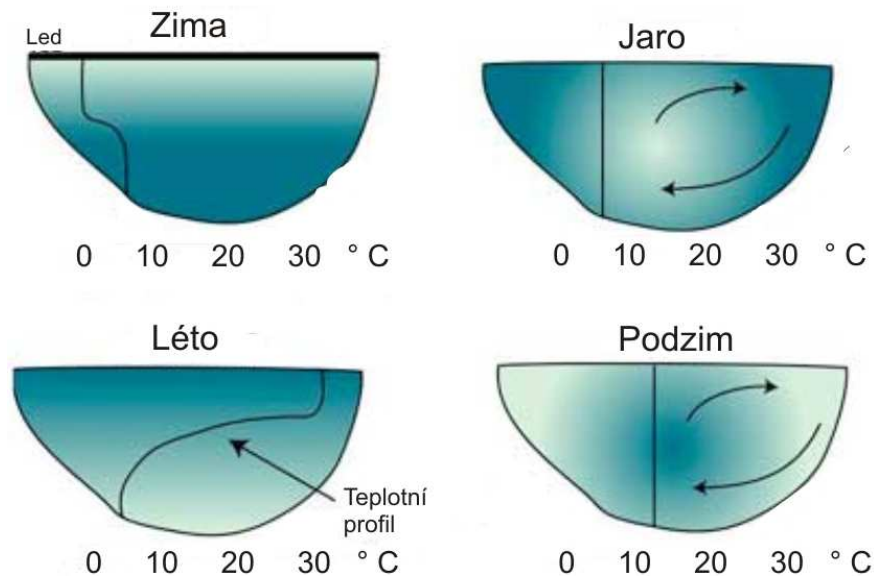 Zima
Led
Jaro
0 10 20 30 ° C
0 10 20 30 ° C
Léto
Podzim
Teplotní
profil
0 10 20 30 ° C
0 10 20 30 ° C